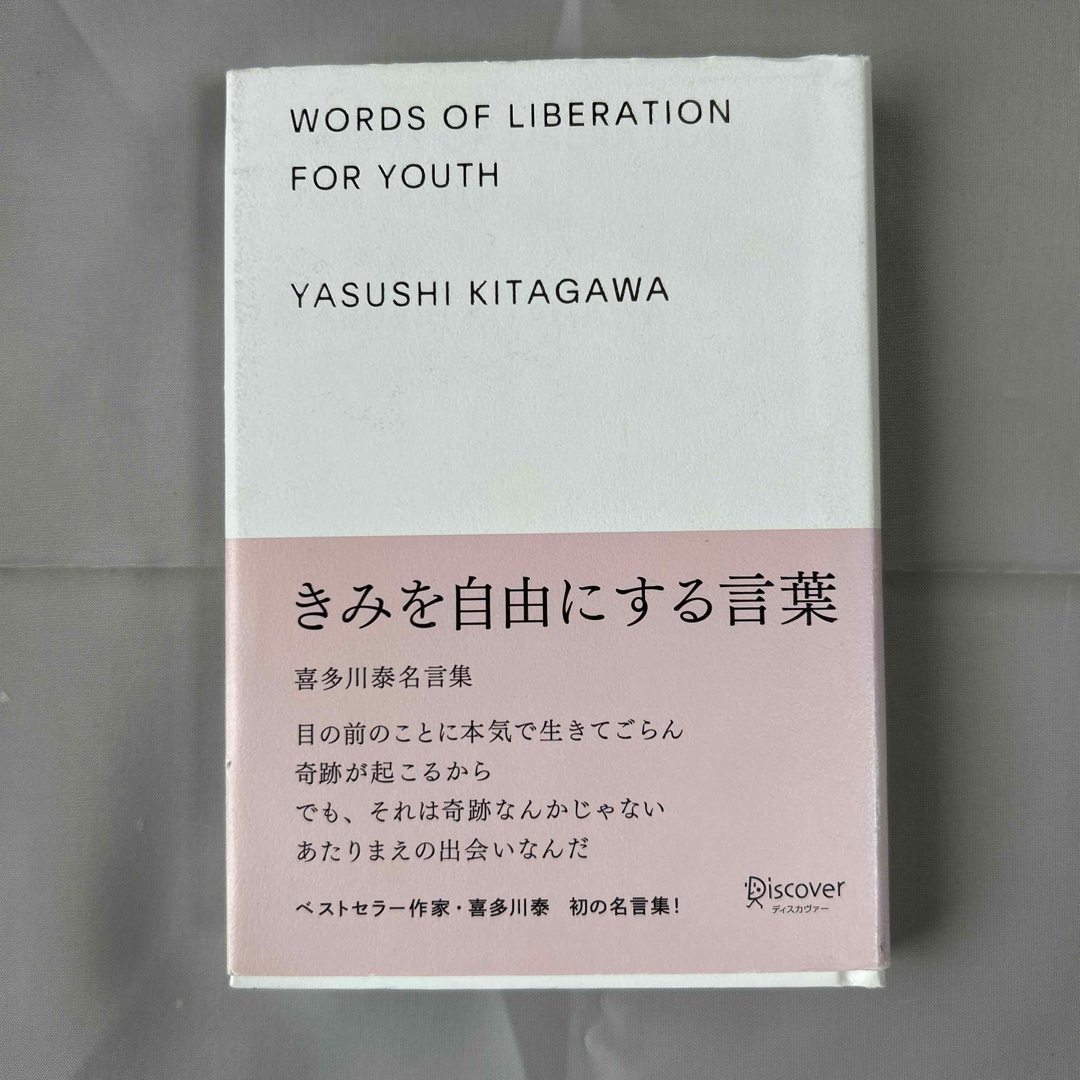 WORDS OF LIBERATION
FOR YOUTH
YASUSHI KITAGAWA
きみを自由にする言葉
喜多川泰名言集
目の前のことに本気で生きてごらん
奇跡が起こるから
でも、それは奇跡なんかじゃない
あたりまえの出会いなんだ
ベストセラー作家・喜多川泰 初の名言集!
Discover
ディスカヴァー